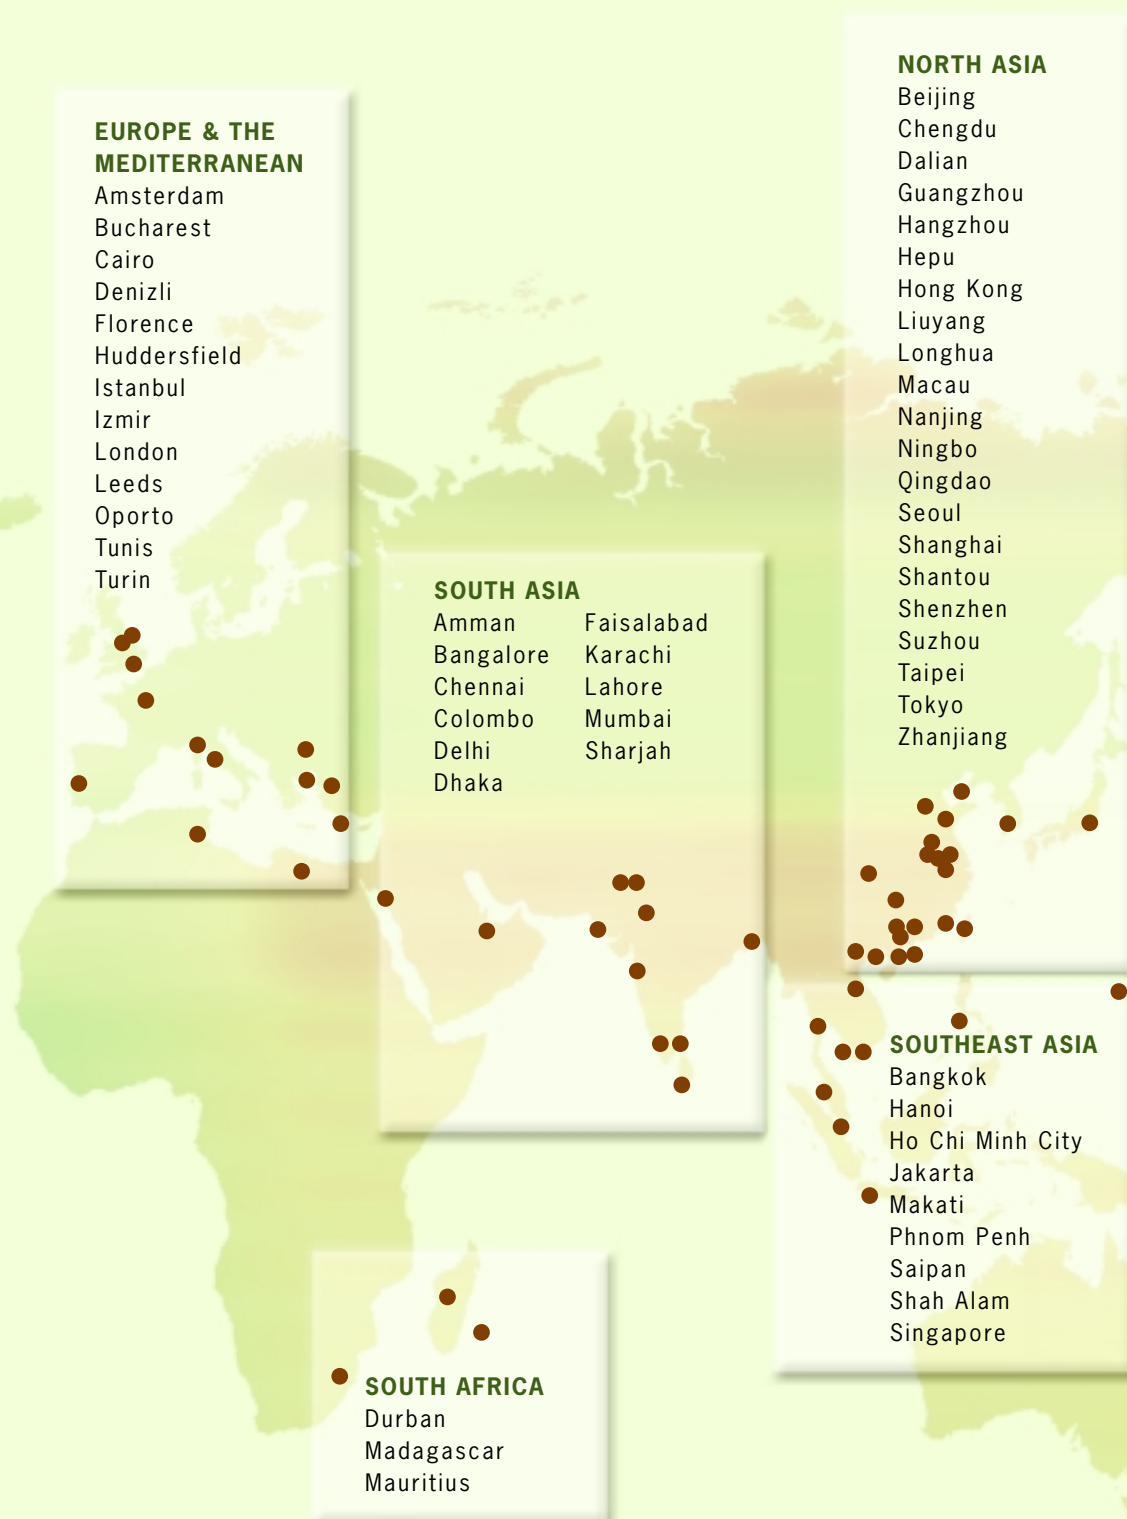 EUROPE & THE
MEDITERRANEAN
Amsterdam
Bucharest
Cairo
Denizli
Florence
Huddersfield
Istanbul
Izmir
London
Leeds
Oporto
Tunis
Turin
SOUTH ASIA
Amman
Bangalore
Chennai
Colombo
Delhi
Dhaka
Faisalabad
Karachi
Lahore
Mumbai
Sharjah
NORTH ASIA
Beijing
Chengdu
Dalian
Guangzhou
Hangzhou
Hepu
Hong Kong
Liuyang
Longhua
Macau
Nanjing
Ningbo
Qingdao
Seoul
Shanghai
Shantou
Shenzhen
Suzhou
Taipei
Tokyo
Zhanjiang
SOUTHEAST ASIA
Bangkok
Hanoi
Ho Chi Minh City
Jakarta
Makati
Phnom Penh
Saipan
Shah Alam
Singapore
SOUTH AFRICA
Durban
Madagascar
Mauritius